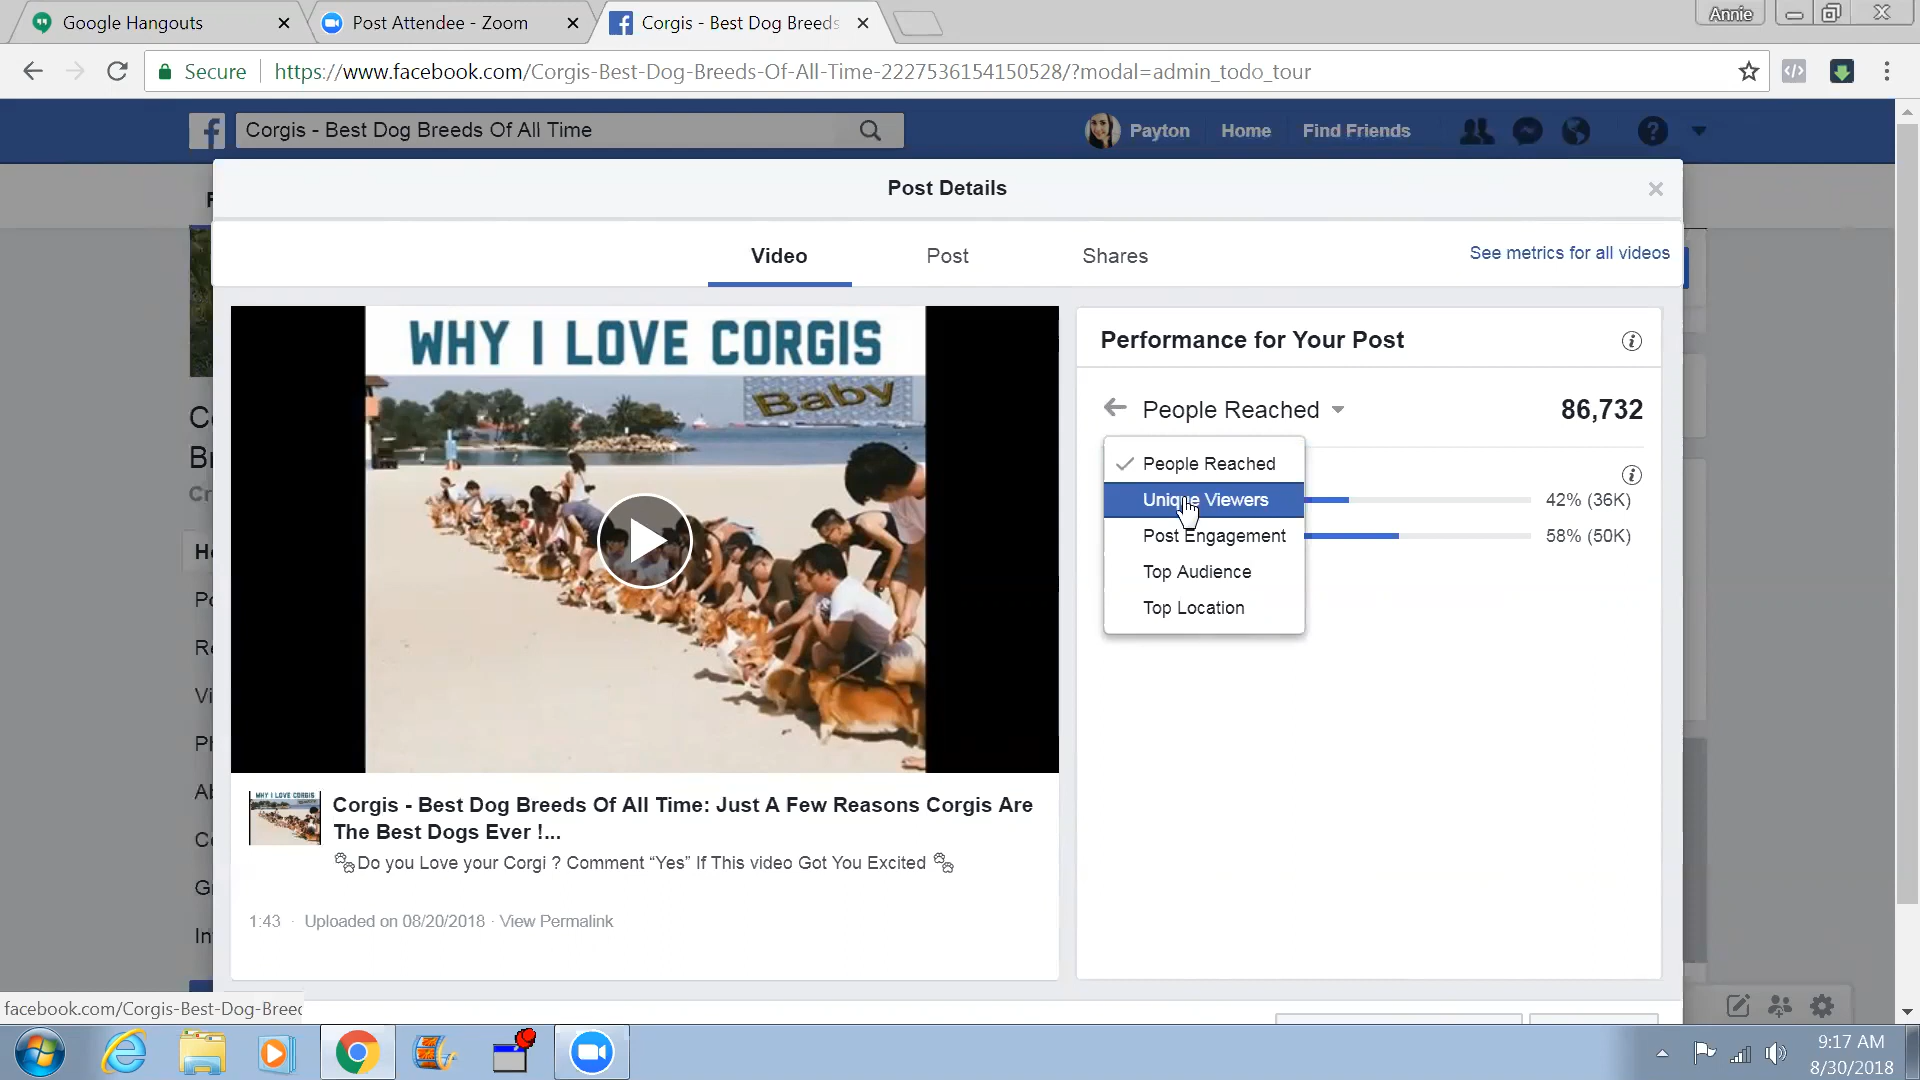 Google Hangouts
Post Attendee - Zoom
Corgis - Best Dog Breeds
Annie
Secure
https://www.facebook.com/Corgis-Best-Dog-Breeds-Of-All-Time-2227536154150528/?modal=admin_todo_tour
Corgis - Best Dog Breeds Of All Time
Payton
Home
Find Friends
Post Details
Video
Post
Shares
See metrics for all videos
WHY I LOVE CORGIS
Baby
Performance for Your Post
People Reached
86,732
People Reached
Unique Viewers
42% (36K)
Post Engagement
58% (50K)
Top Audience
Top Location
WHY I LOVE CORGIS
Corgis - Best Dog Breeds Of All Time: Just A Few Reasons Corgis Are
The Best Dogs Ever !...
Do you Love your Corgi ? Comment “Yes” If This video Got You Excited
1:43 · Uploaded on 08/20/2018 · View Permalink
facebook.com/Corgis-Best-Dog-Breed
9:17 AM
8/30/2018